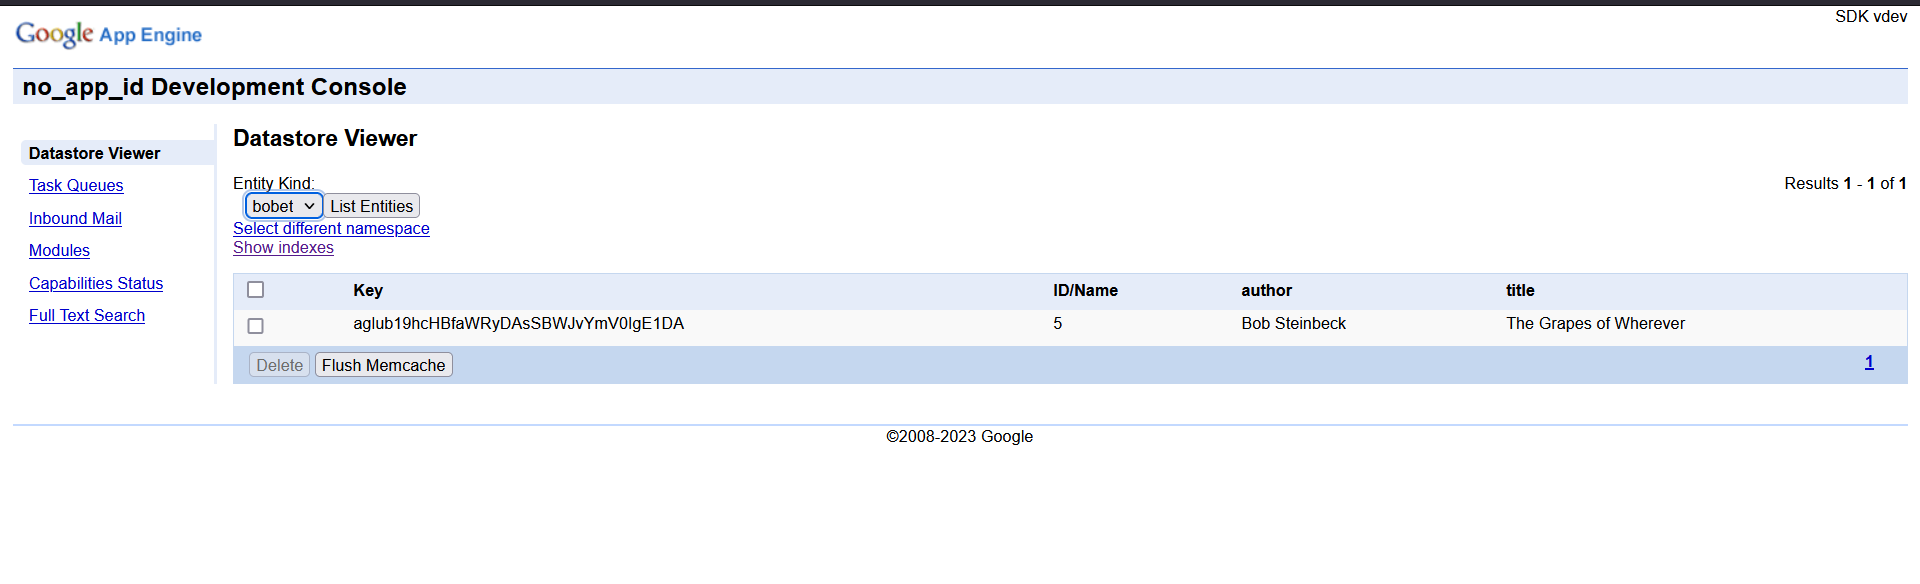 SDK vdev
Google App Engine
no_app_id Development Console
Datastore Viewer
Task Queues
Inbound Mail
Modules
Capabilities Status
Full Text Search
Datastore Viewer
Entity Kind:
Results 1 - 1 of 1
bobet List Entities
Select different namespace
Show indexes
Key ID/Name author title
aglub19hcHBfaWRyDAsSBWJvYmV0IgE1DA 5 Bob Steinbeck The Grapes of Wherever
Delete Flush Memcache 1
©2008-2023 Google